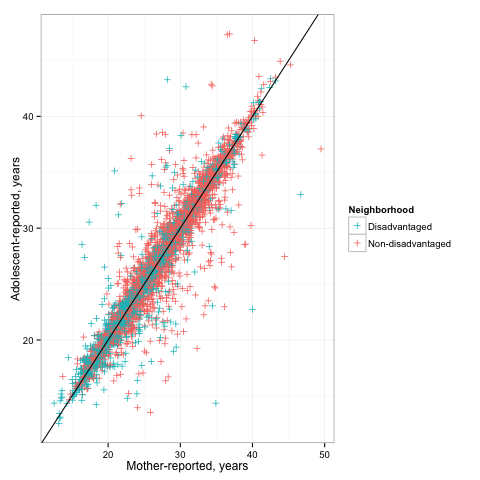 40
30
20
20
30
40
50
Mother-reported, years
Adolescent-reported, years
Neighborhood
Disadvantaged
Non-disadvantaged